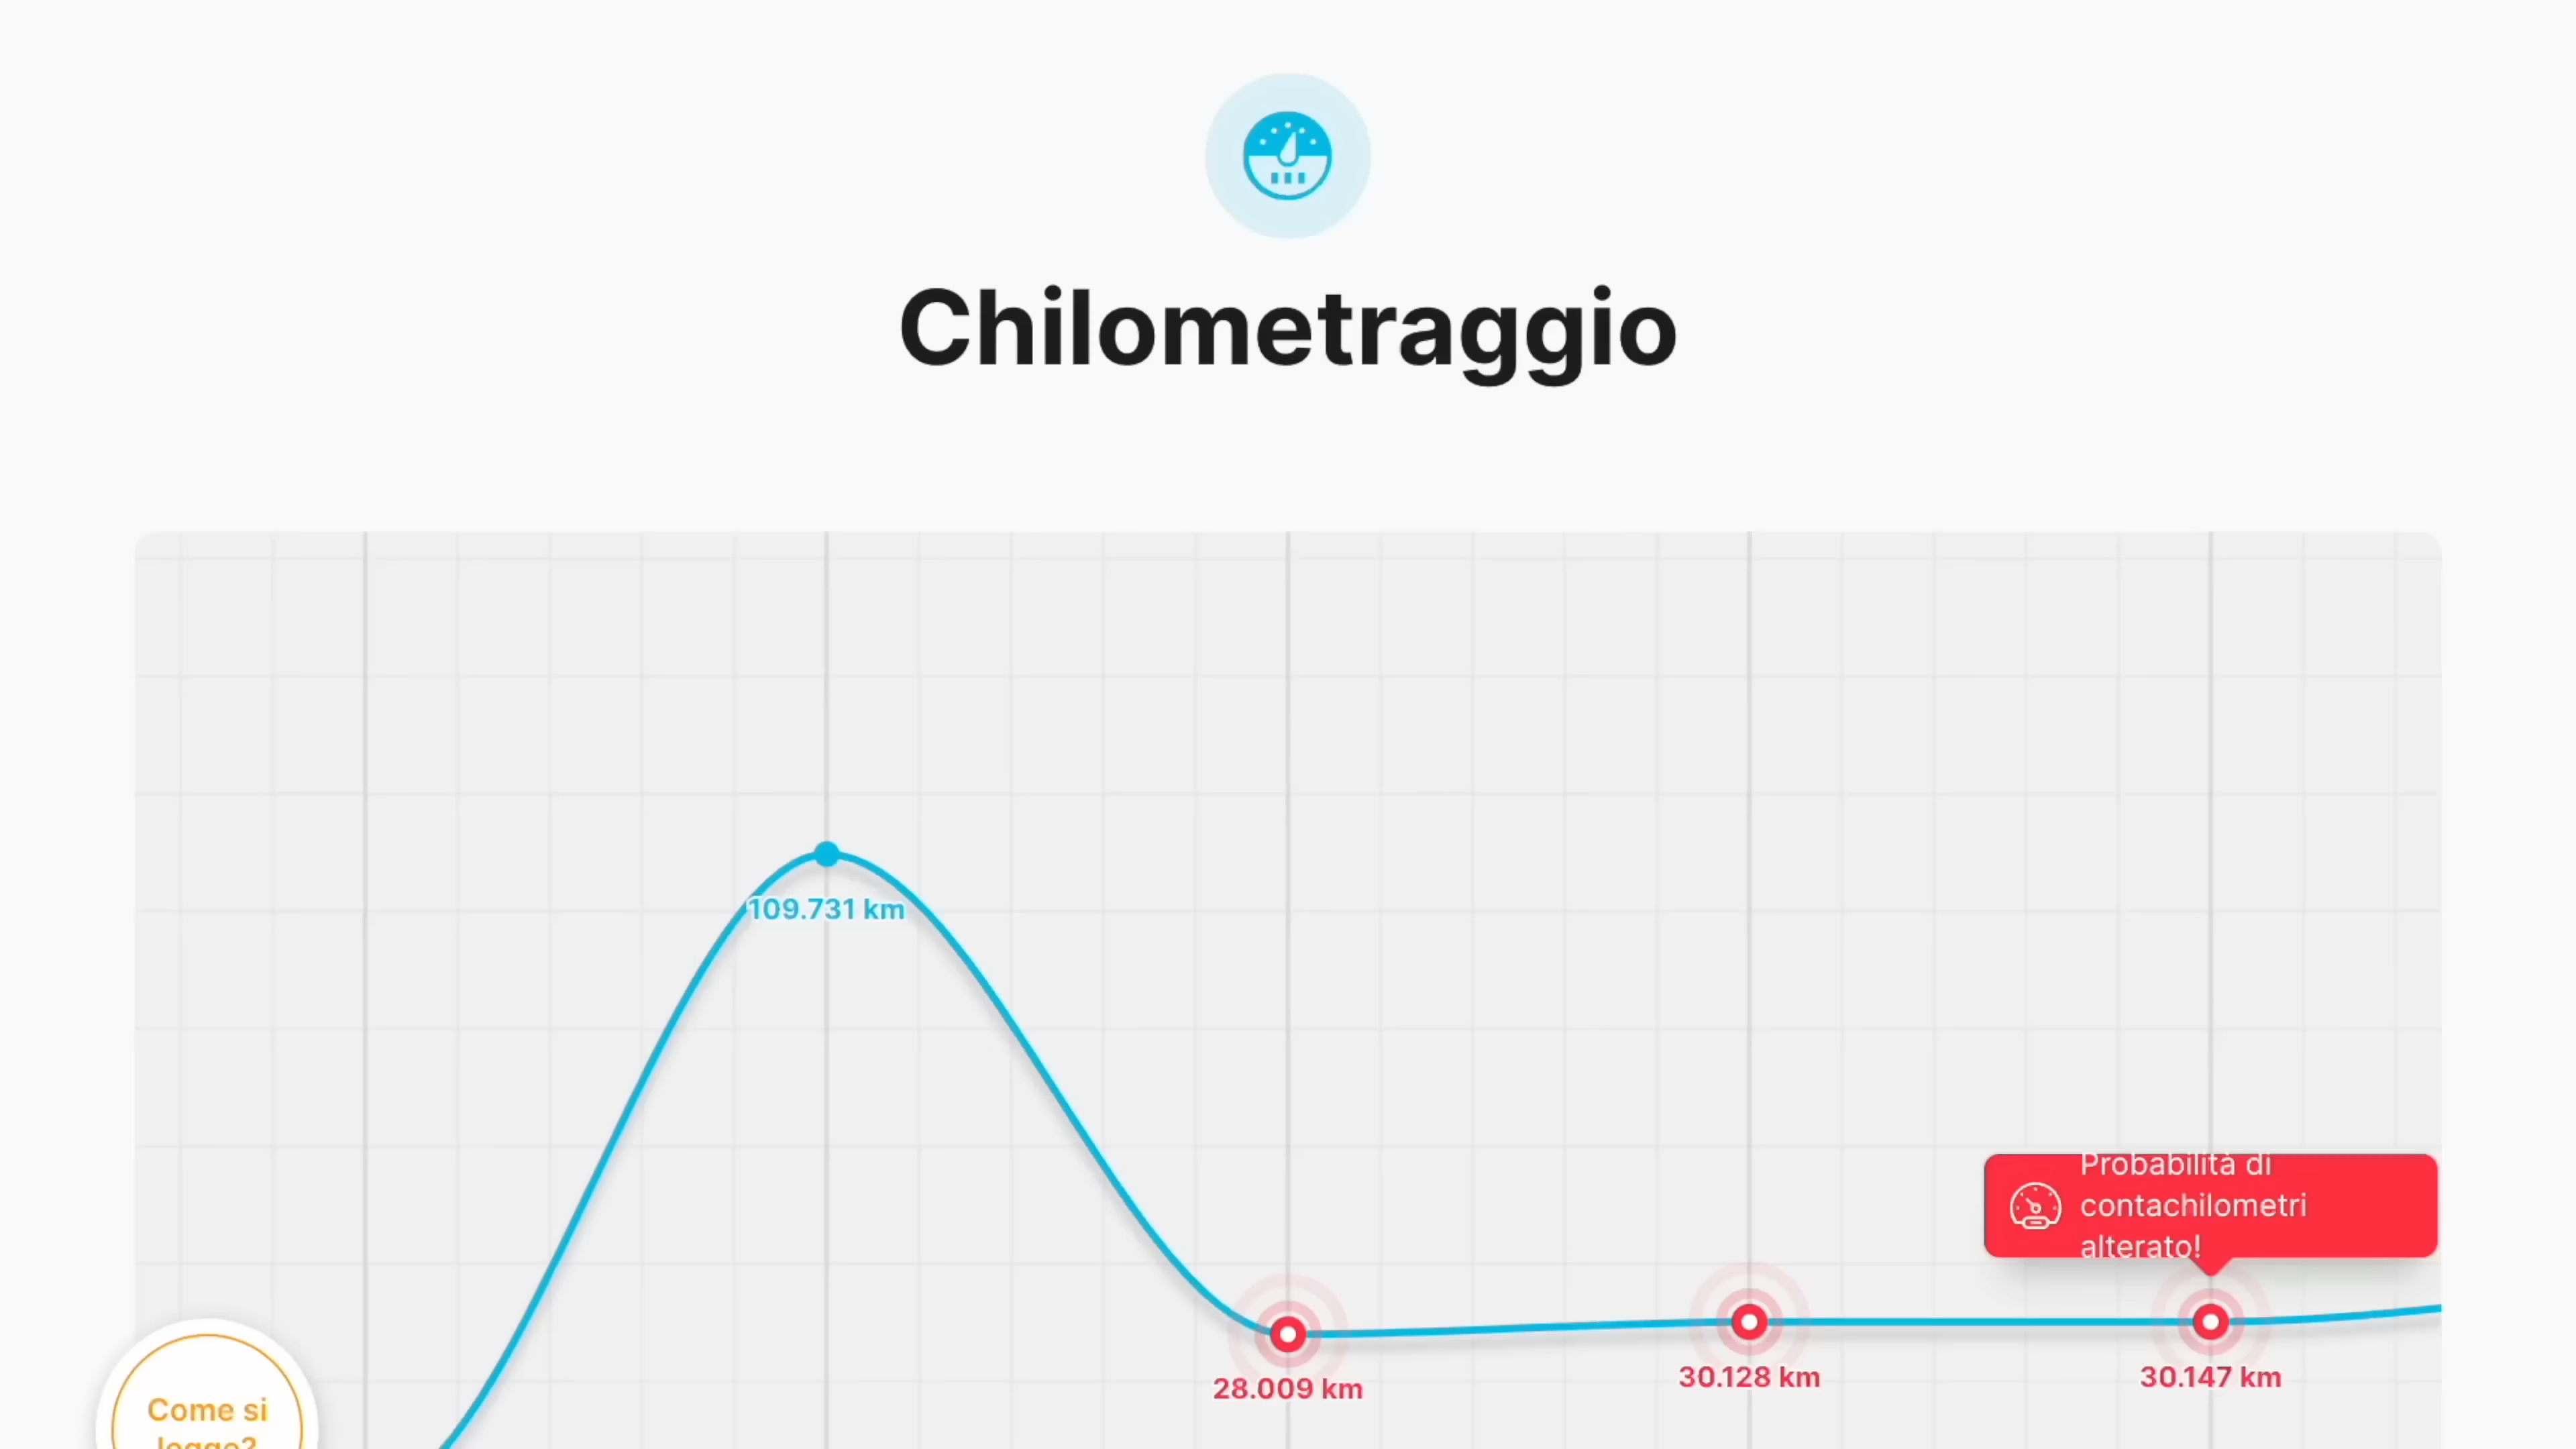 Chilometraggio
109.731 km
Probabilità di
contachilometri
alterato!
28.009 km
30.128 km
30.147 km
Come si
legge?